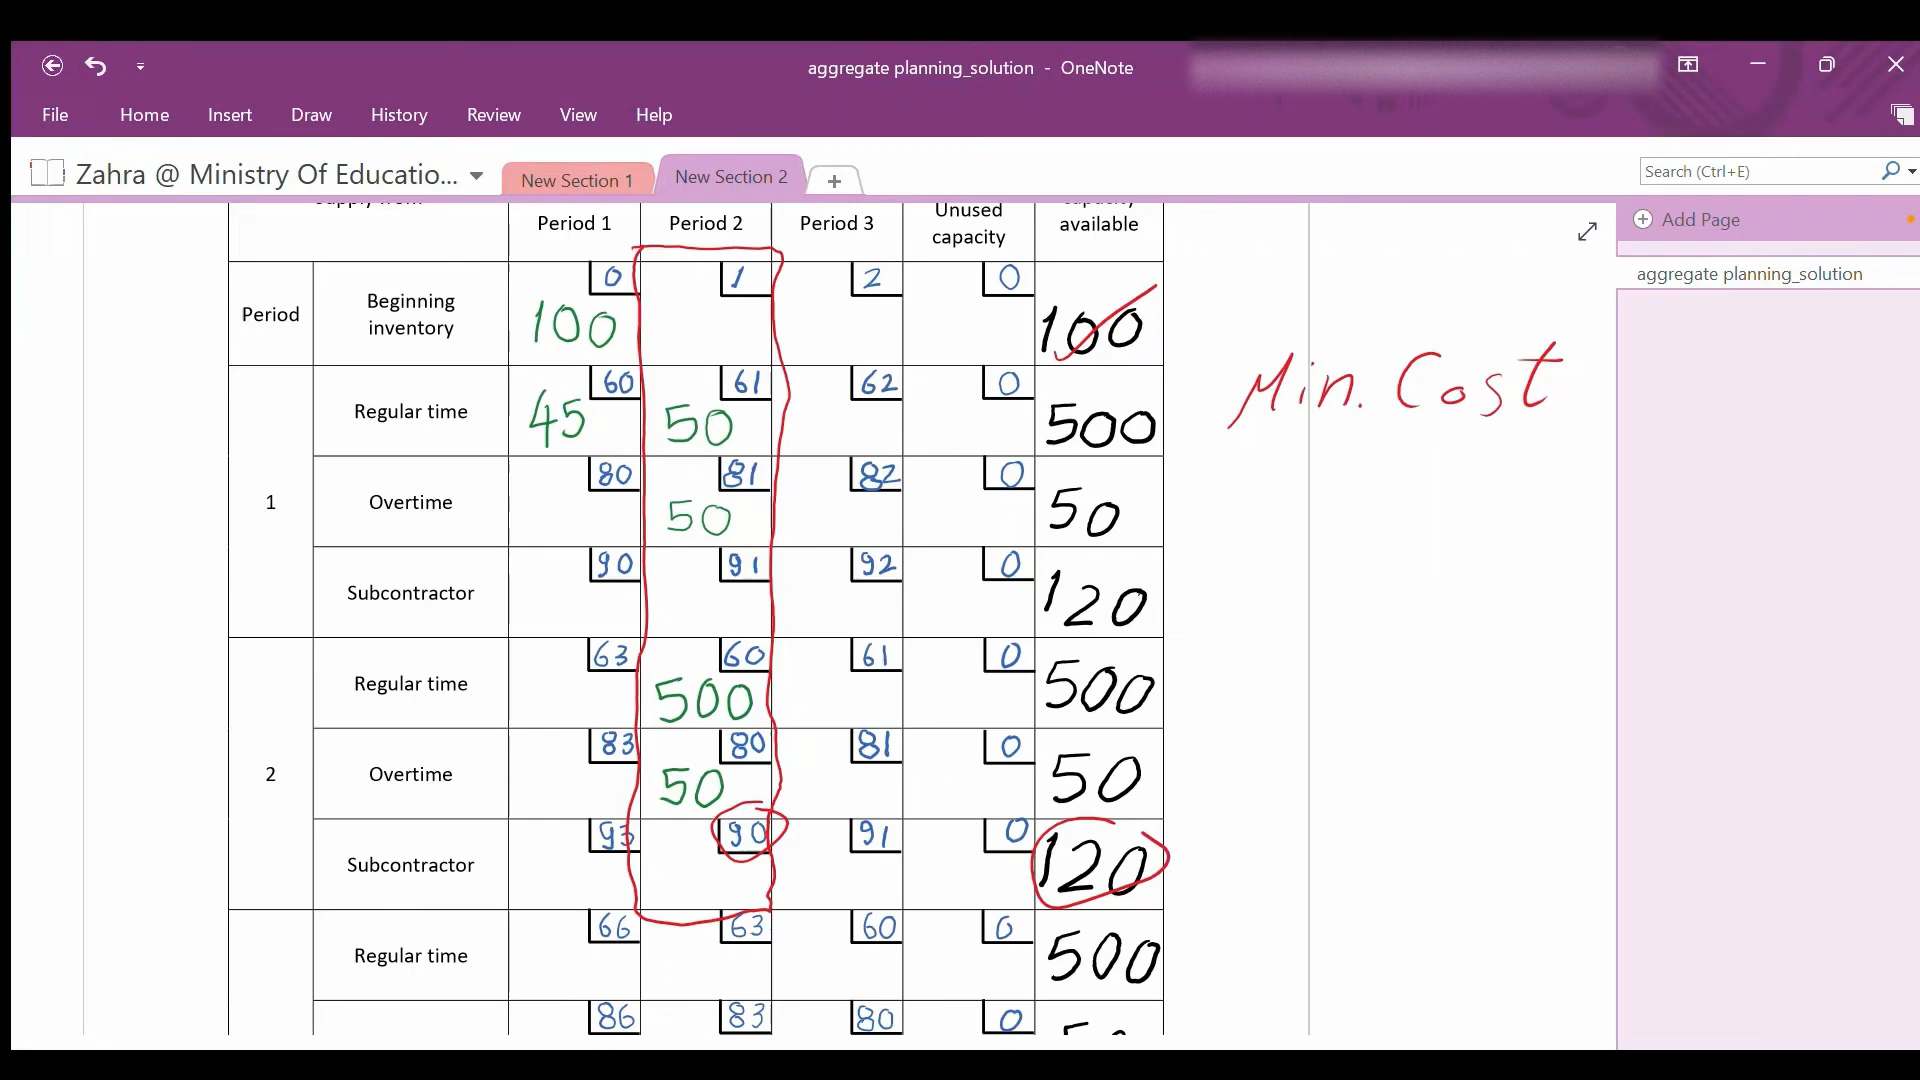 aggregate planning_solution - OneNote
File Home Insert Draw History View Review Help
Zahra @ Ministry Of Educatio... New Section 1 New Section 2 +
Search (Ctrl+E)
Add Page
aggregate planning_solution
Period 1 Period 2 Period 3 Unused capacity available
0 1 2 0
Period Beginning inventory 100 100
60 61 62 0
Regular time 45 50 500
Min. Cost
80 81 82 0
1 Overtime 50 50
90 91 92 0
Subcontractor 120
63 60 61 0
Regular time 500 500
83 80 81 0
2 Overtime 50 50
93 90 91 0
Subcontractor 120
66 63 60 0
Regular time 500
86 83 80 0